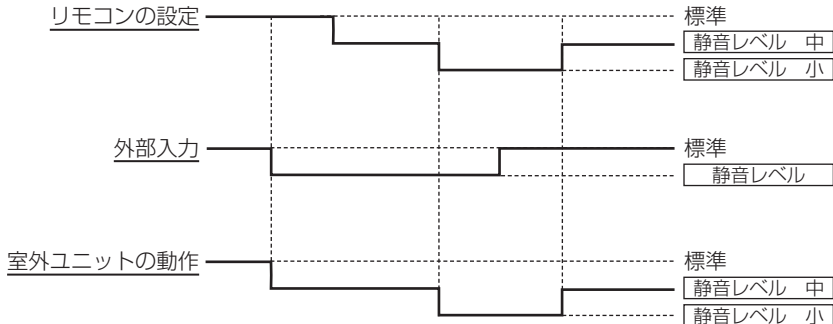 リモコンの設定
標準
静音レベル 中
静音レベル 小
外部入力
標準
静音レベル
室外ユニットの動作
標準
静音レベル 中
静音レベル 小